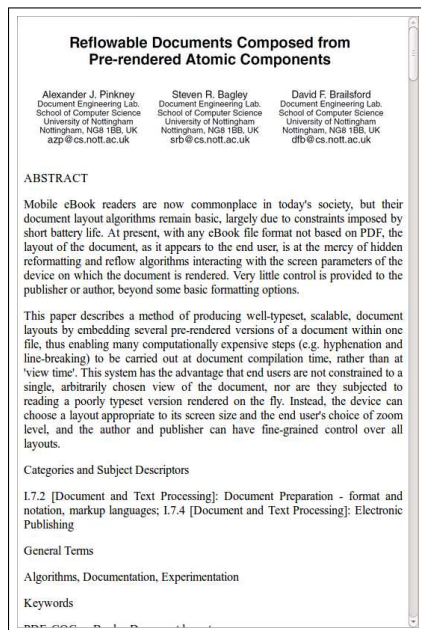 Reflowable Documents Composed from
Pre-rendered Atomic Components
Alexander J. Pinkney
Document Engineering Lab.
School of Computer Science
University of Nottingham
Nottingham, NG8 1BB, UK
azp@cs.nott.ac.uk
Steven R. Bagley
Document Engineering Lab.
School of Computer Science
University of Nottingham
Nottingham, NG8 1BB, UK
srb@cs.nott.ac.uk
David F. Brailsford
Document Engineering Lab.
School of Computer Science
University of Nottingham
Nottingham, NG8 1BB, UK
dfb@cs.nott.ac.uk
ABSTRACT
Mobile eBook readers are now commonplace in today's society, but their
document layout algorithms remain basic, largely due to constraints imposed by
short battery life. At present, with any eBook file format not based on PDF, the
layout of the document, as it appears to the end user, is at the mercy of hidden
reformatting and reflow algorithms interacting with the screen parameters of the
device on which the document is rendered. Very little control is provided to the
publisher or author, beyond some basic formatting options.
This paper describes a method of producing well-typeset, scalable, document
layouts by embedding several pre-rendered versions of a document within one
file, thus enabling many computationally expensive steps (e.g. hyphenation and
line-breaking) to be carried out at document compilation time, rather than at
'view time'. This system has the advantage that end users are not constrained to a
single, arbitrarily chosen view of the document, nor are they subjected to
reading a poorly typeset version rendered on the fly. Instead, the device can
choose a layout appropriate to its screen size and the end user's choice of zoom
level, and the author and publisher can have fine-grained control over all
layouts.
Categories and Subject Descriptors
I.7.2 [Document and Text Processing]: Document Preparation - format and
notation, markup languages; I.7.4 [Document and Text Processing]: Electronic
Publishing
General Terms
Algorithms, Documentation, Experimentation
Keywords